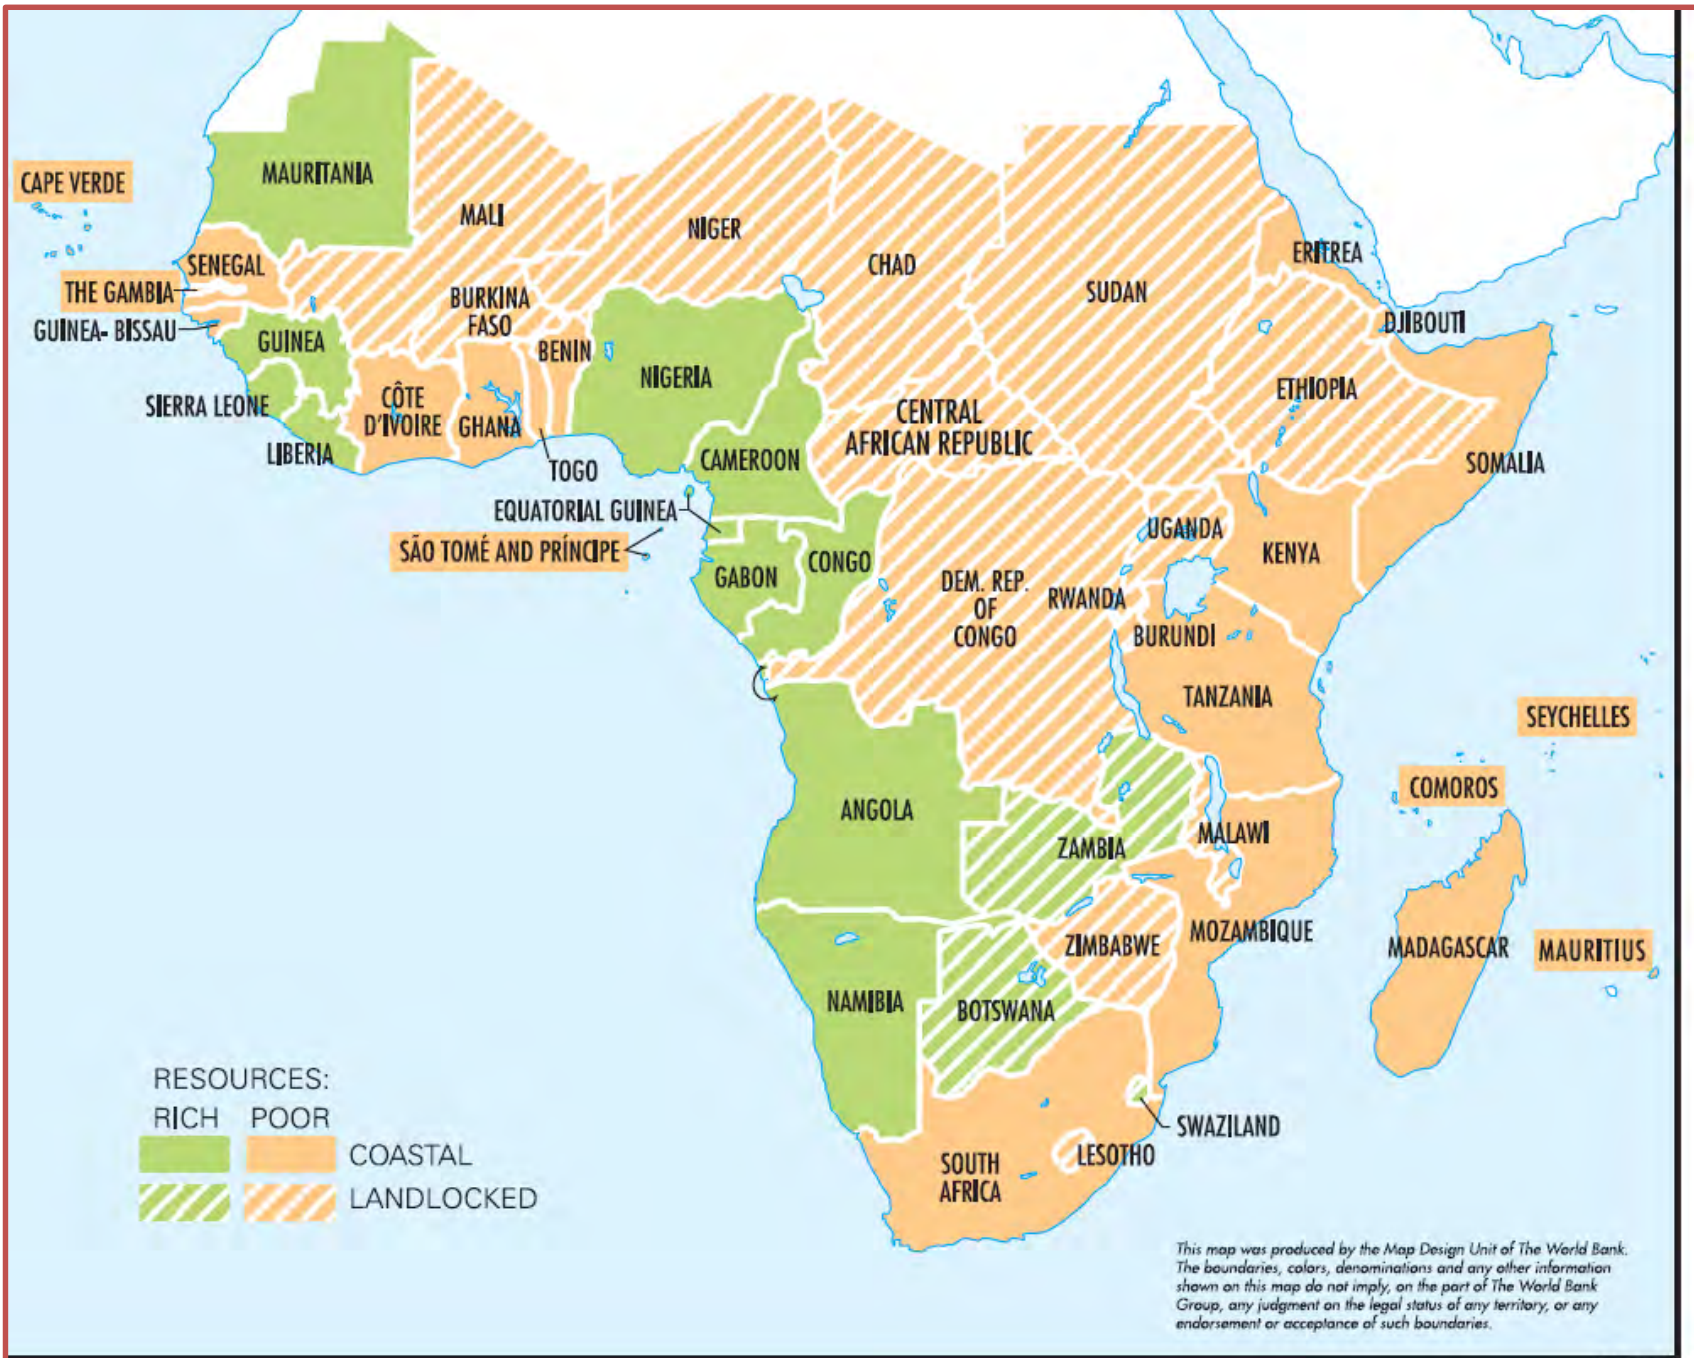 MAURITANIA
CAPE VERDE
MALI
NIGER
CHAD
SUDAN
ERITREA
SENEGAL
THE GAMBIA
GUINEA- BISSAU
BURKINA
FASO
DJIBOUTI
GUINEA
BENIN
NIGERIA
ETHIOPIA
SIERRA LEONE
CÔTE
D'IVOIRE
GHANA
CENTRAL
AFRICAN REPUBLIC
LIBERIA
TOGO
CAMEROON
SOMALIA
EQUATORIAL GUINEA
SÃO TOMÉ AND PRÍNCIPE
UGANDA
KENYA
GABON
CONGO
DEM. REP.
OF
CONGO
RWANDA
BURUNDI
TANZANIA
SEYCHELLES
COMOROS
ANGOLA
ZAMBIA
MALAWI
ZIMBABWE
MOZAMBIQUE
MADAGASCAR
MAURITIUS
NAMIBIA
BOTSWANA
SWAZILAND
LESOTHO
SOUTH
AFRICA
RESOURCES:
RICH POOR
COASTAL
LANDLOCKED
This map was produced by the Map Design Unit of The World Bank.
The boundaries, colors, denominations and any other information
shown on this map do not imply, on the part of The World Bank
Group, any judgment on the legal status of any territory, or any
endorsement or acceptance of such boundaries.